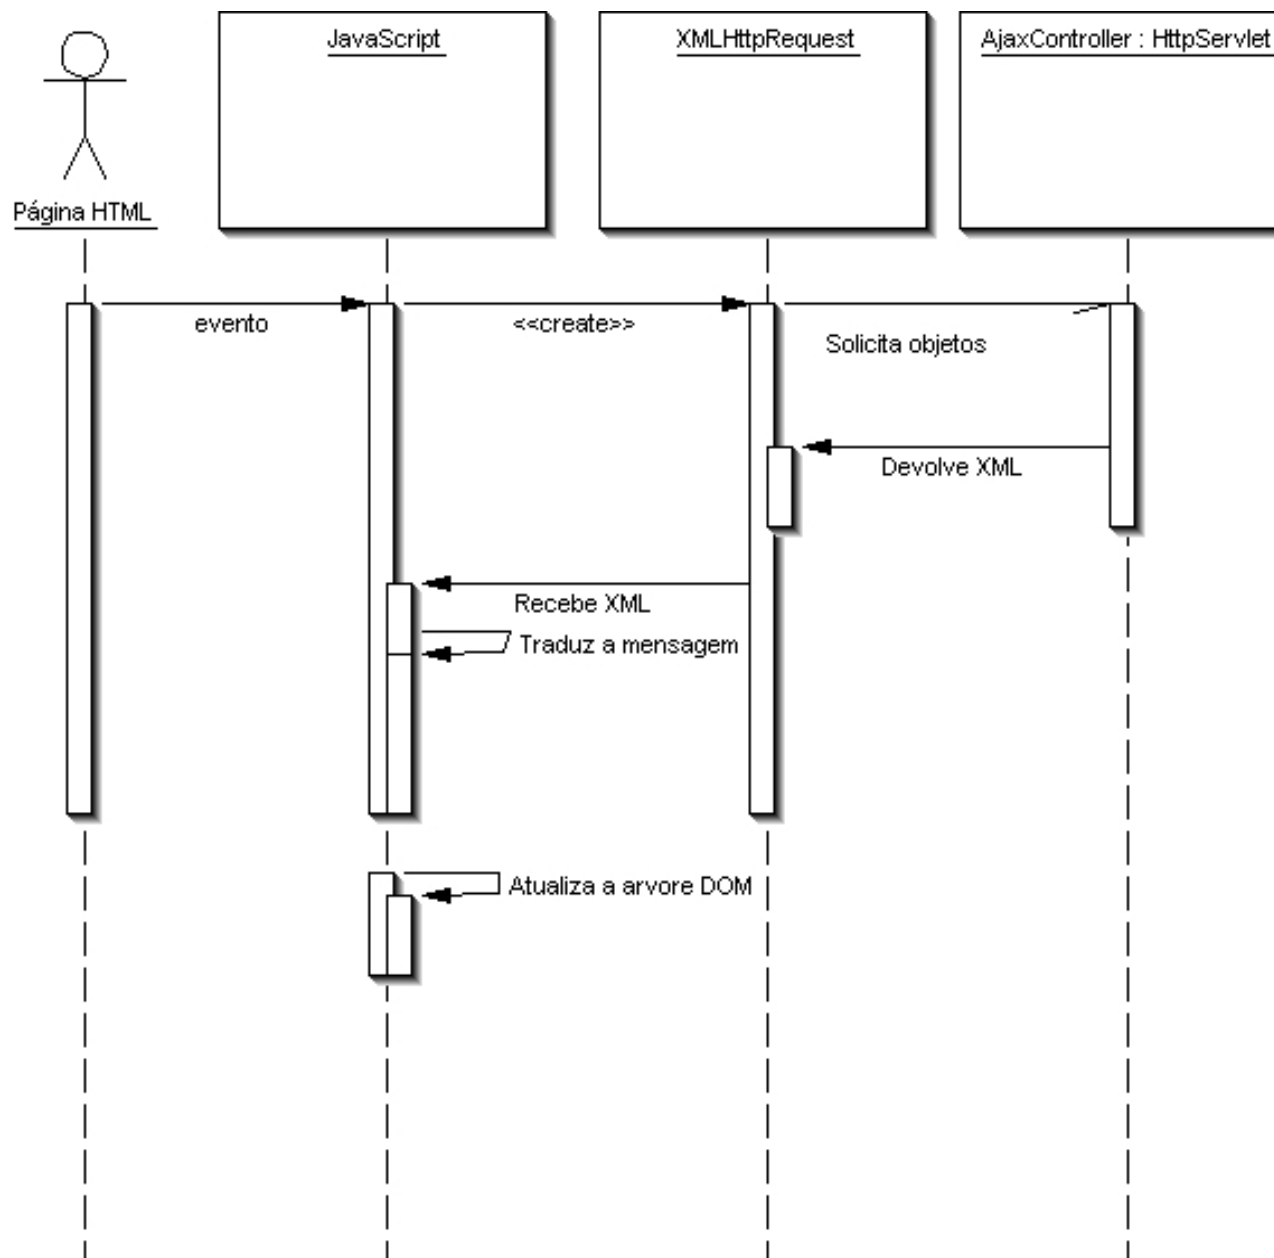 JavaScript
XMLHttpRequest
AjaxController : HttpServlet
Página HTML
evento
<<create>>
Solicita objetos
Devolve XML
Recebe XML
Traduz a mensagem
Atualiza a arvore DOM